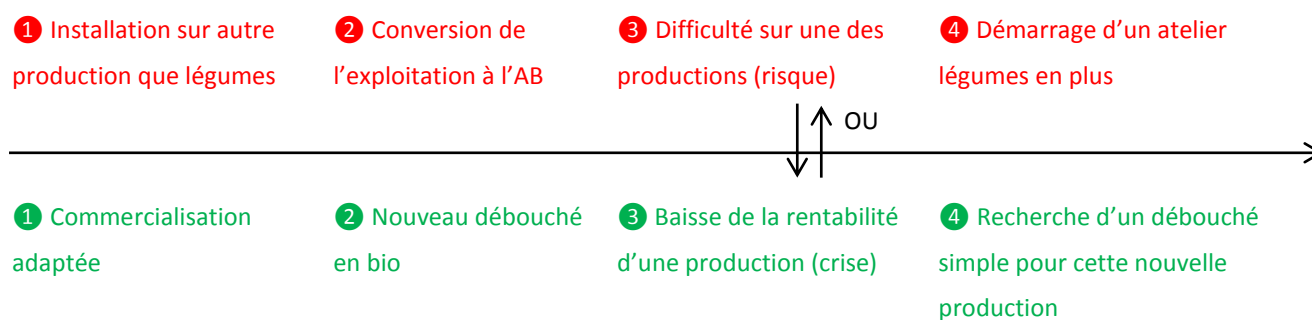 ❶ Installation sur autre
production que légumes
❷ Conversion de
l’exploitation à l’AB
❸ Difficulté sur une des
productions (risque)
❹ Démarrage d’un atelier
légumes en plus
OU
❶ Commercialisation
adaptée
❷ Nouveau débouché
en bio
❸ Baisse de la rentabilité
d’une production (crise)
❹ Recherche d’un débouché
simple pour cette nouvelle
production